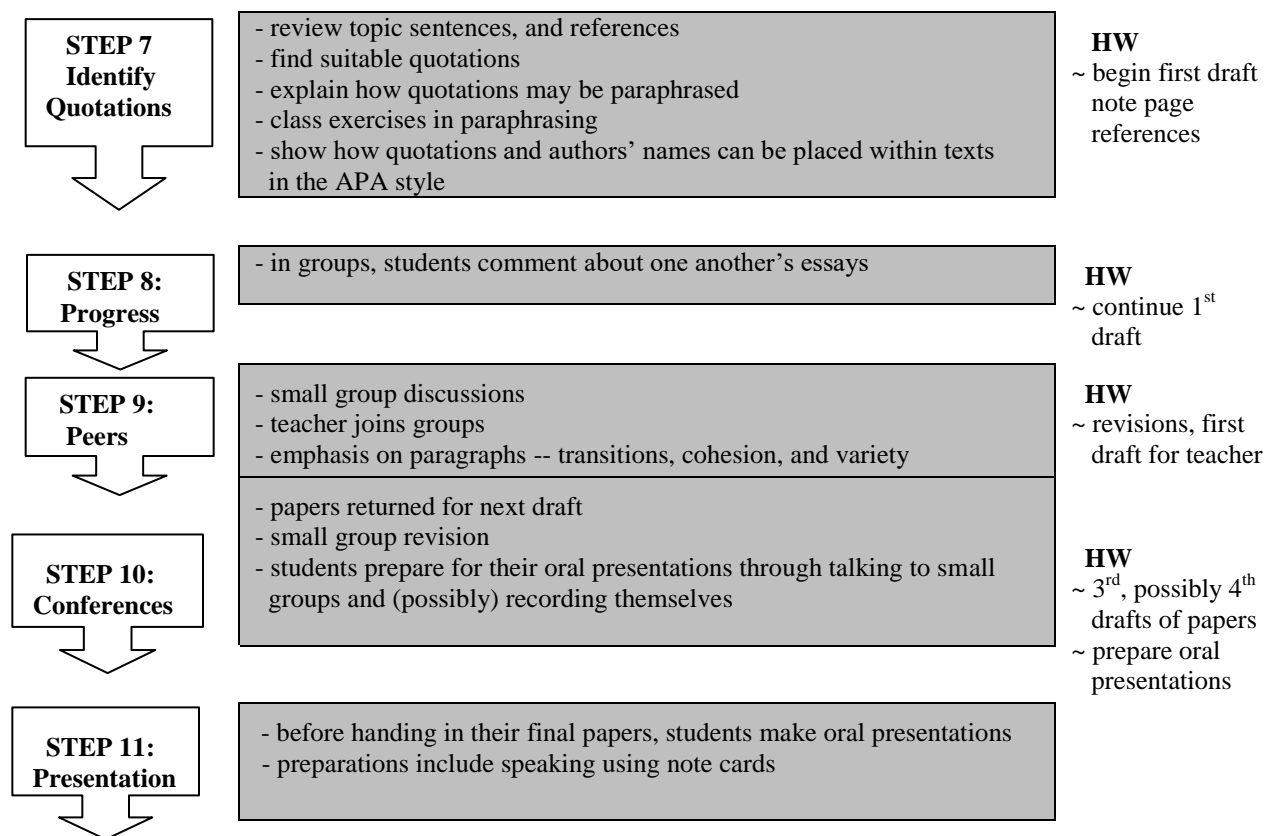 STEP 7
Identify
Quotations
- review topic sentences, and references
- find suitable quotations
- explain how quotations may be paraphrased
- class exercises in paraphrasing
- show how quotations and authors’ names can be placed within texts
in the APA style
HW
~ begin first draft
note page
references
STEP 8:
Progress
- in groups, students comment about one another’s essays
HW
~ continue 1st
draft
STEP 9:
Peers
- small group discussions
- teacher joins groups
- emphasis on paragraphs -- transitions, cohesion, and variety
HW
~ revisions, first
draft for teacher
STEP 10:
Conferences
- papers returned for next draft
- small group revision
- students prepare for their oral presentations through talking to small
groups and (possibly) recording themselves
HW
~ 3rd, possibly 4th
drafts of papers
~ prepare oral
presentations
STEP 11:
Presentation
- before handing in their final papers, students make oral presentations
- preparations include speaking using note cards